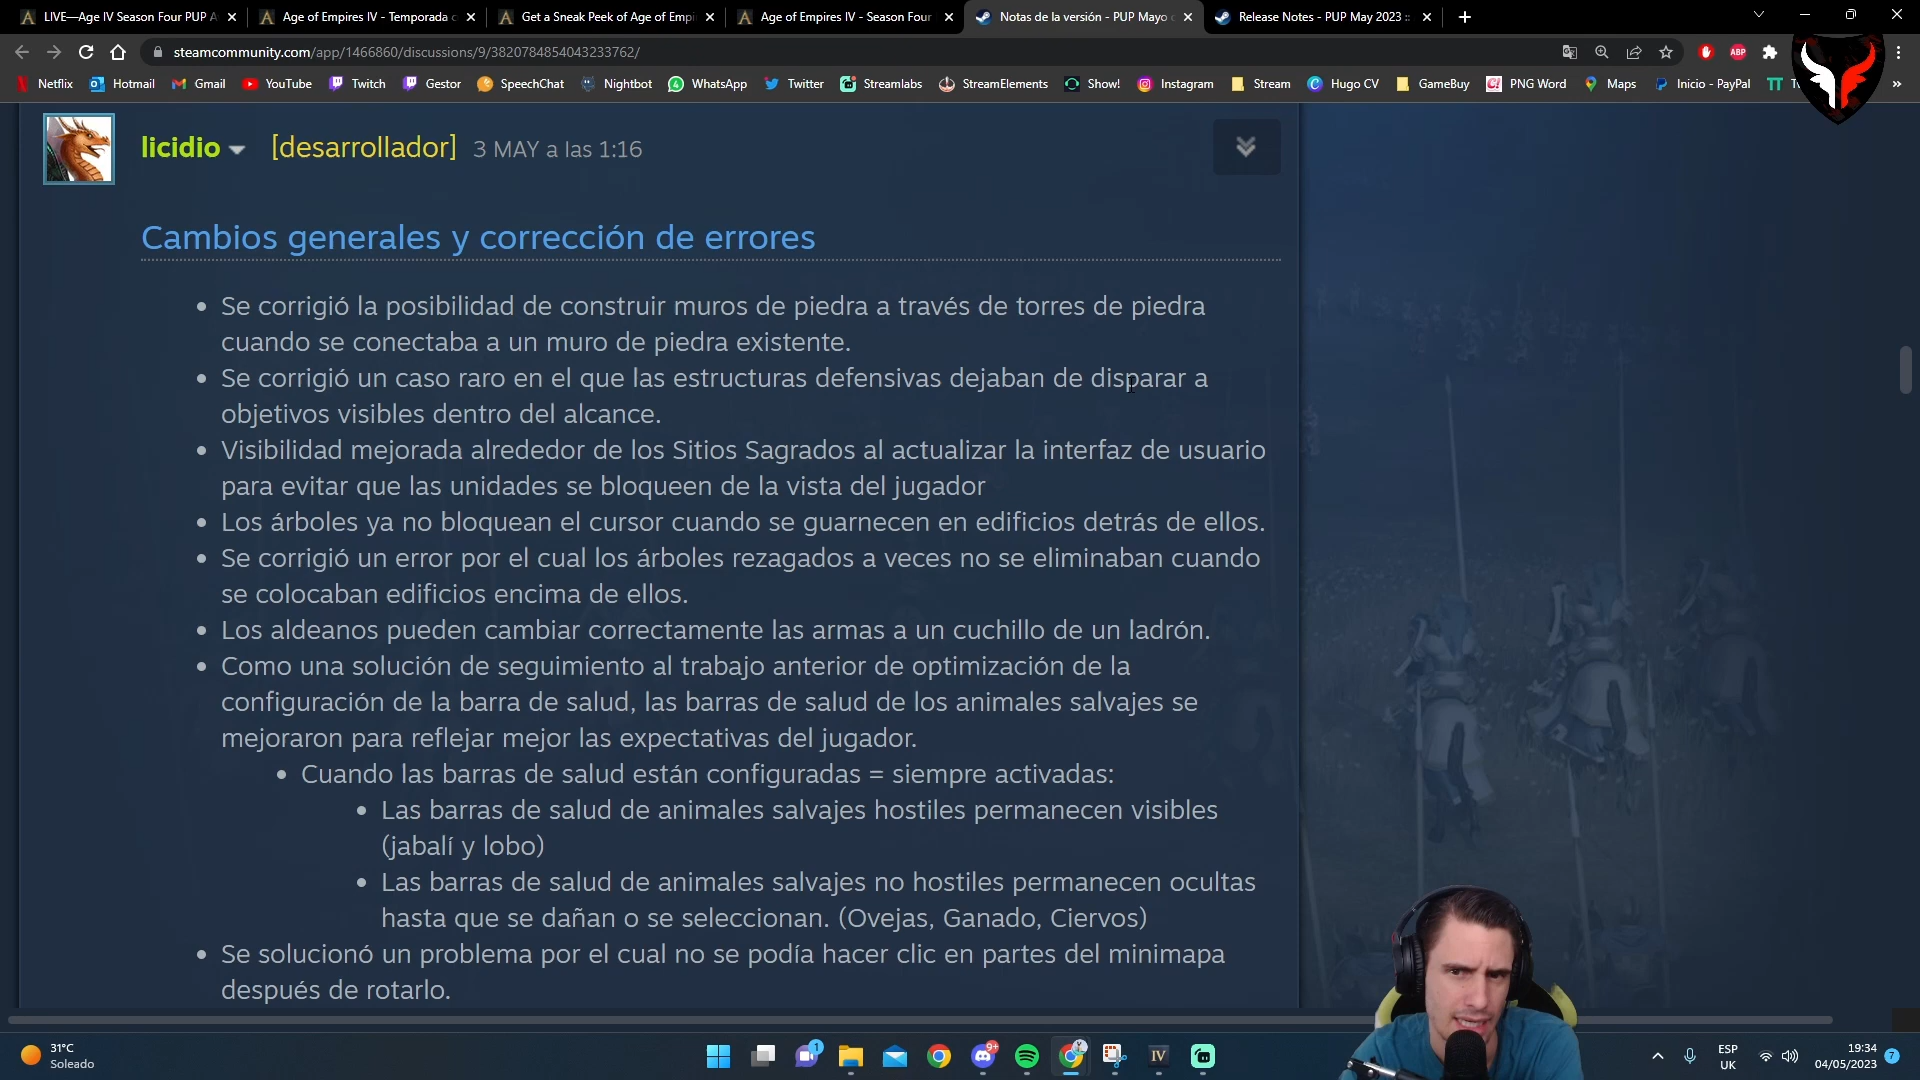 LIVE—Age IV Season Four PUP A
Age of Empires IV - Temporada c
Get a Sneak Peek of Age of Empi
Age of Empires IV - Season Four
Notas de la versión - PUP Mayo
Release Notes - PUP May 2023 ::
steamcommunity.com/app/1466860/discussions/9/3820784854043233762/
ABP
Netflix
Hotmail
Gmail
YouTube
Twitch
Gestor
SpeechChat
Nightbot
WhatsApp
Twitter
Streamlabs
StreamElements
Show!
Instagram
Stream
Hugo CV
GameBuy
PNG Word
Maps
Inicio - PayPal
licidio [desarrollador] 3 MAY a las 1:16
Cambios generales y corrección de errores
• Se corrigió la posibilidad de construir muros de piedra a través de torres de piedra
cuando se conectaba a un muro de piedra existente.
• Se corrigió un caso raro en el que las estructuras defensivas dejaban de disparar a
objetivos visibles dentro del alcance.
• Visibilidad mejorada alrededor de los Sitios Sagrados al actualizar la interfaz de usuario
para evitar que las unidades se bloqueen de la vista del jugador
• Los árboles ya no bloquean el cursor cuando se guarnecen en edificios detrás de ellos.
• Se corrigió un error por el cual los árboles rezagados a veces no se eliminaban cuando
se colocaban edificios encima de ellos.
• Los aldeanos pueden cambiar correctamente las armas a un cuchillo de un ladrón.
• Como una solución de seguimiento al trabajo anterior de optimización de la
configuración de la barra de salud, las barras de salud de los animales salvajes se
mejoraron para reflejar mejor las expectativas del jugador.
• Cuando las barras de salud están configuradas = siempre activadas:
• Las barras de salud de animales salvajes hostiles permanecen visibles
(jabalí y lobo)
• Las barras de salud de animales salvajes no hostiles permanecen ocultas
hasta que se dañan o se seleccionan. (Ovejas, Ganado, Ciervos)
• Se solucionó un problema por el cual no se podía hacer clic en partes del minimapa
después de rotarlo.
31°C
Soleado
1
9+
IV
ESP
UK
19:34
04/05/2023
7